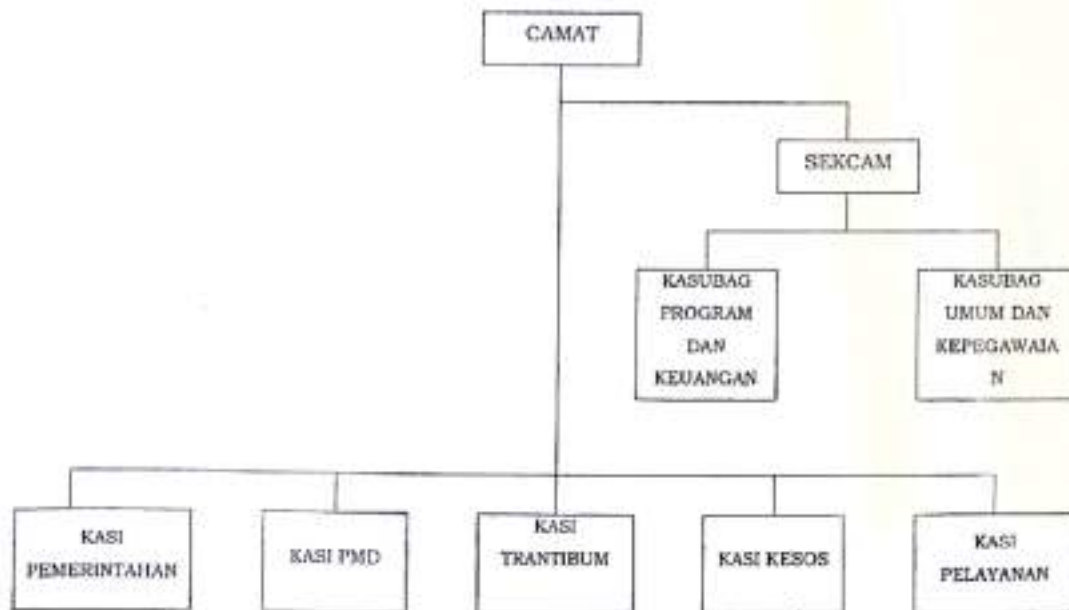 CAMAT
SEKCAM
KASUBAG
PROGRAM
DAN
KEUANGAN
KASUBAG
UMUM DAN
KEPEGAWAIA
N
KASI
PEMERINTAHAN
KASI PMD
KASI
TRANTIBUM
KASI KESOS
KASI
PELAYANAN